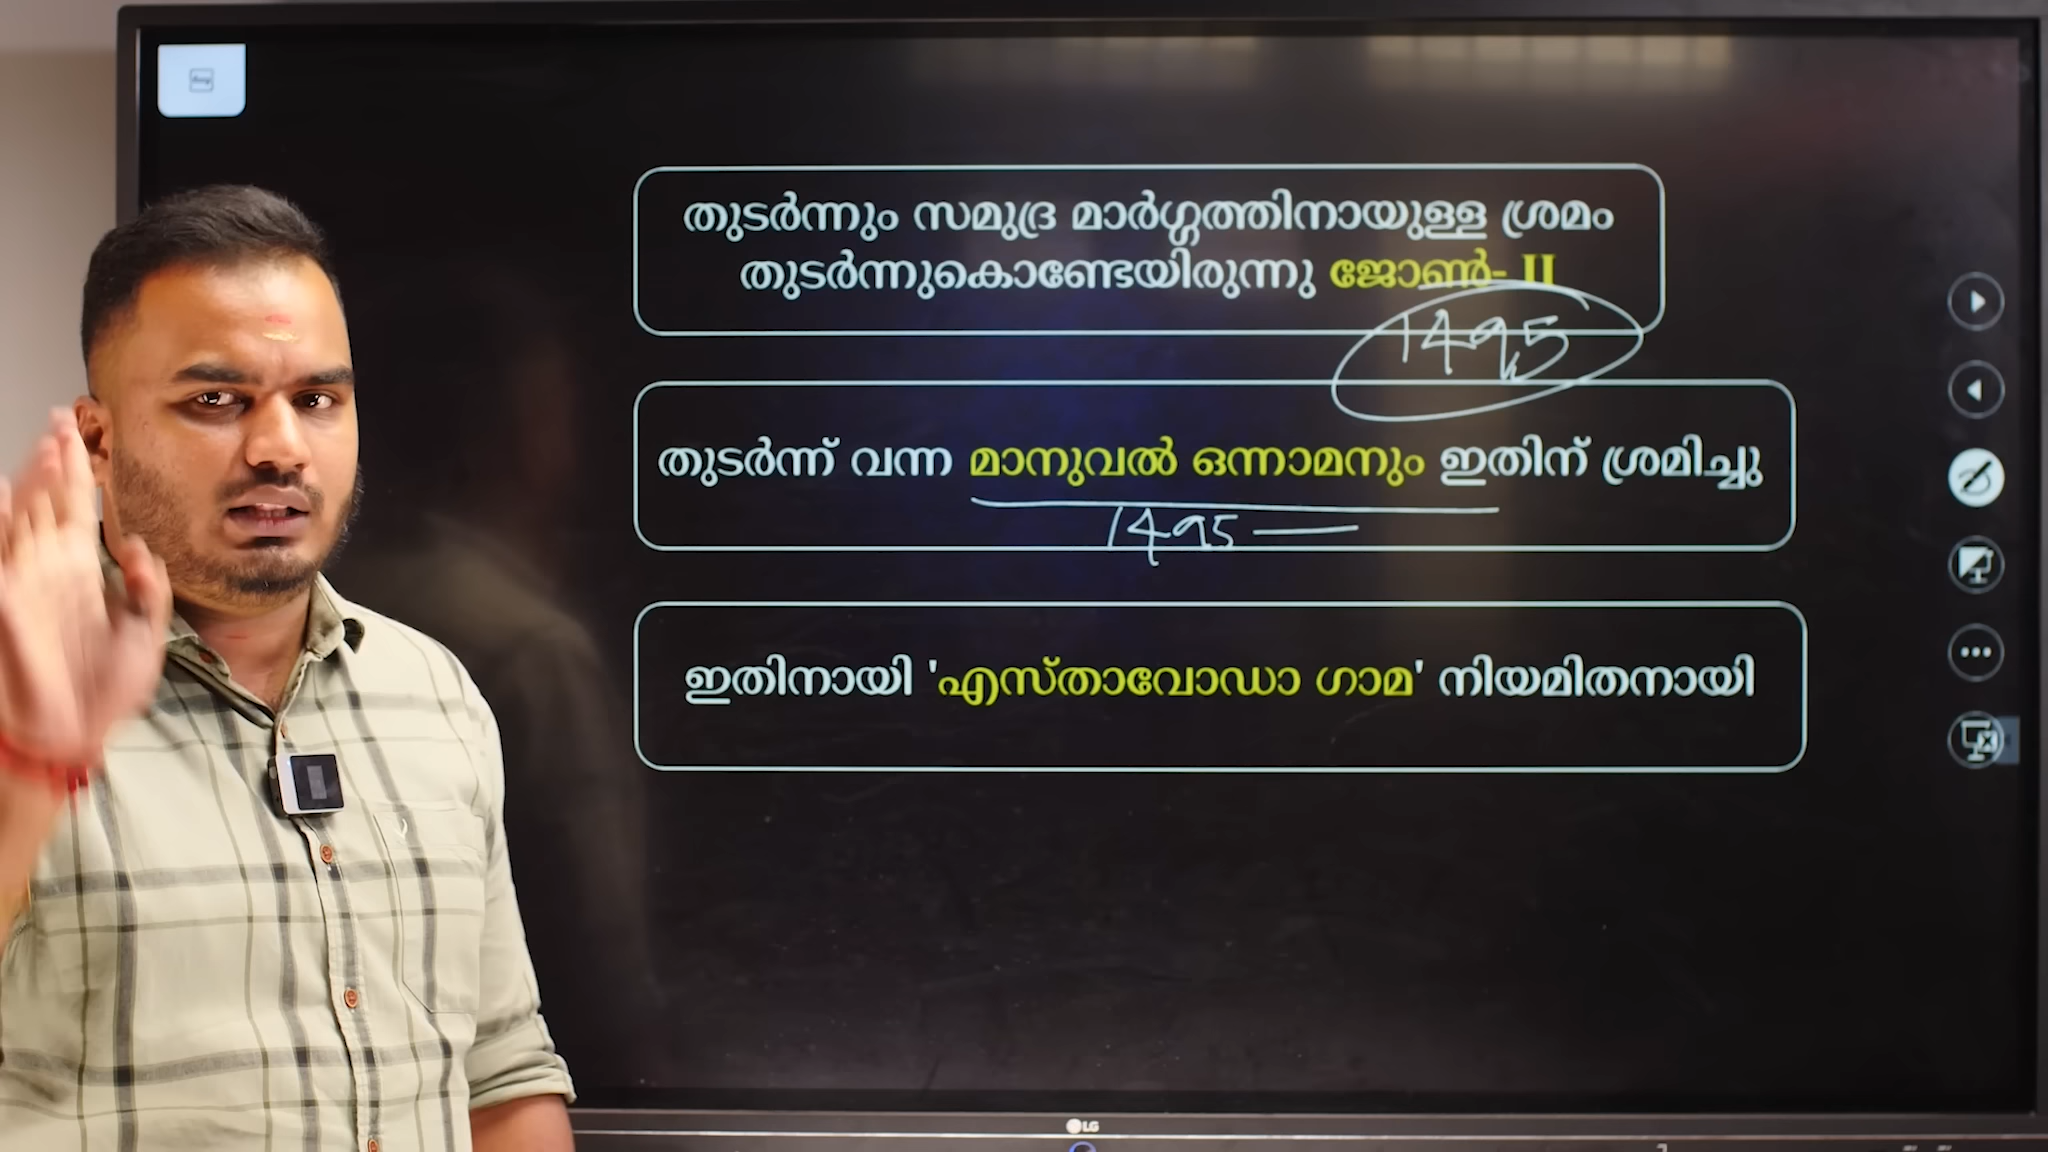 തുടർന്നും സമുദ്ര മാർഗ്ഗത്തിനായുള്ള ശ്രമം
തുടർന്നുകൊണ്ടേയിരുന്നു ജോൺ- II
1495
തുടർന്ന് വന്ന മാനുവൽ ഒന്നാമനും ഇതിന് ശ്രമിച്ചു
1495
ഇതിനായി 'എസ്താവോഡാ ഗാമ' നിയമിതനായി
LG